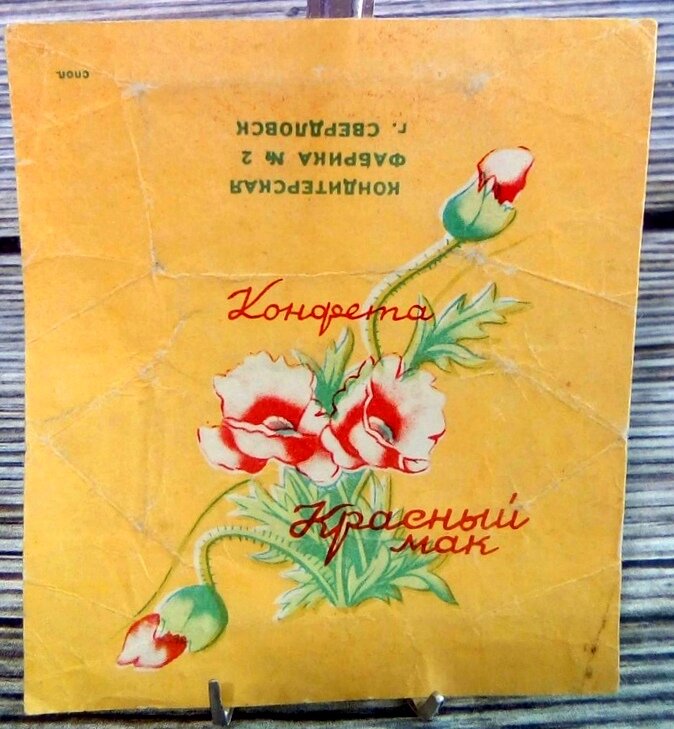 КОНДИТЕРСКАЯ
ФАБРИКА № 2
г. СВЕРДЛОВСК
Конфета
Красный
мак